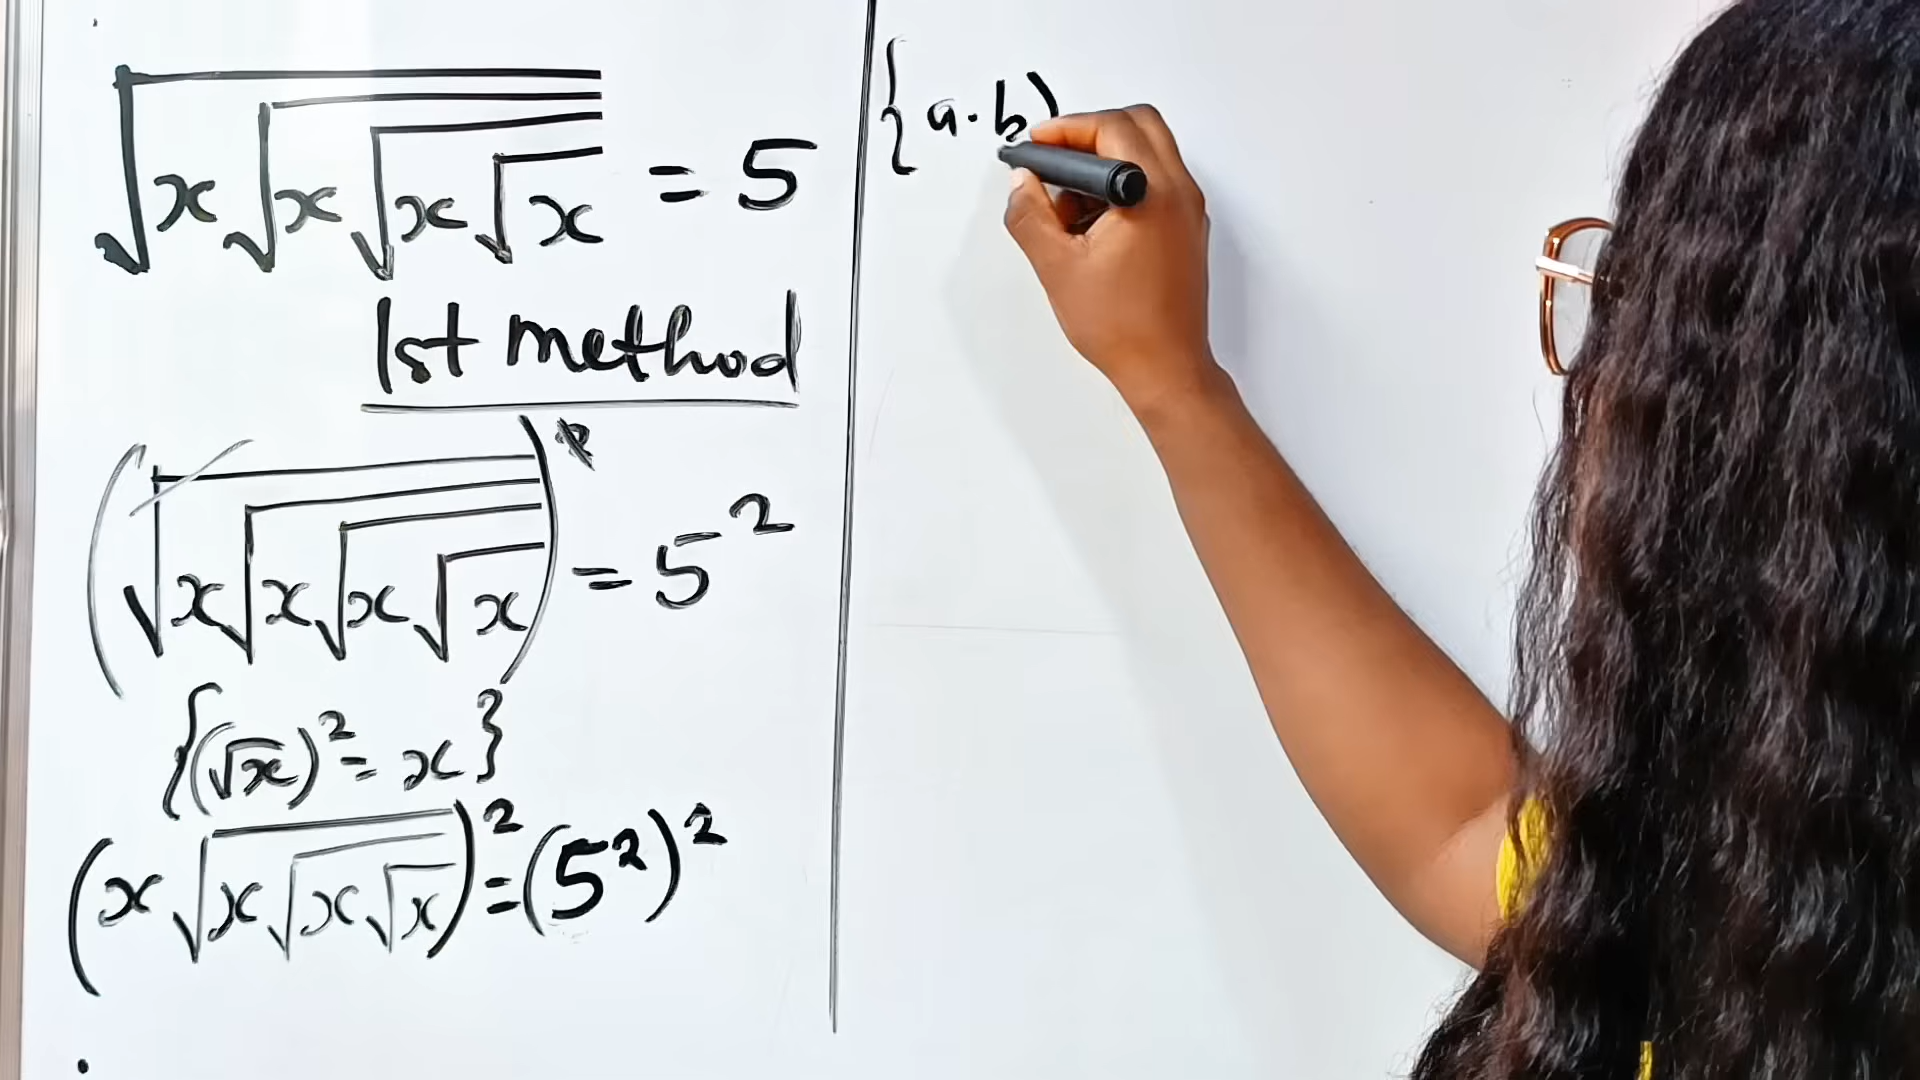 √(x√(x√(x√x))) = 5
1st method
(√(x√(x√(x√x))))² = 5²
{(√x)² = x}
(x√(x√(x√x)))² = (5²)²
{a·b)